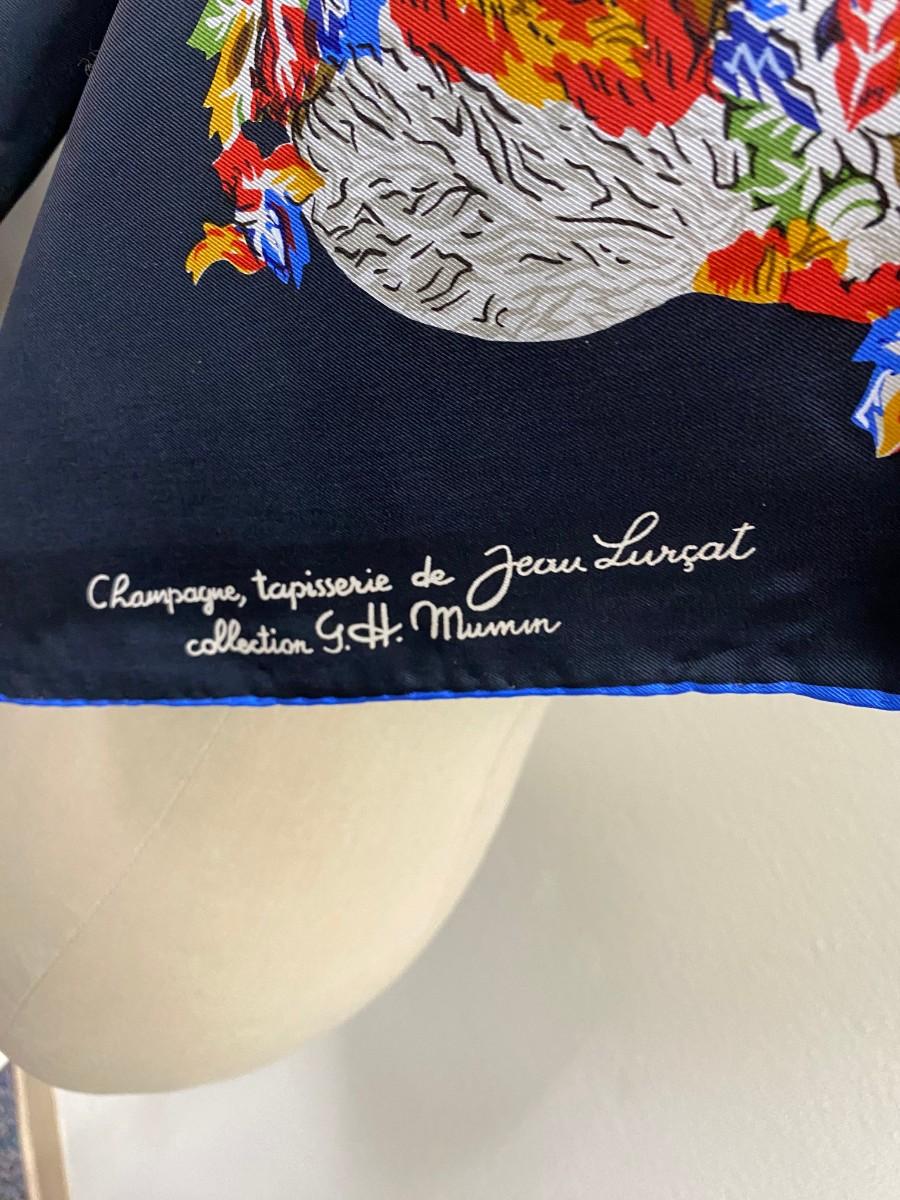 Champagne, tapisserie de Jean Lurçat
collection G.H. Mumm